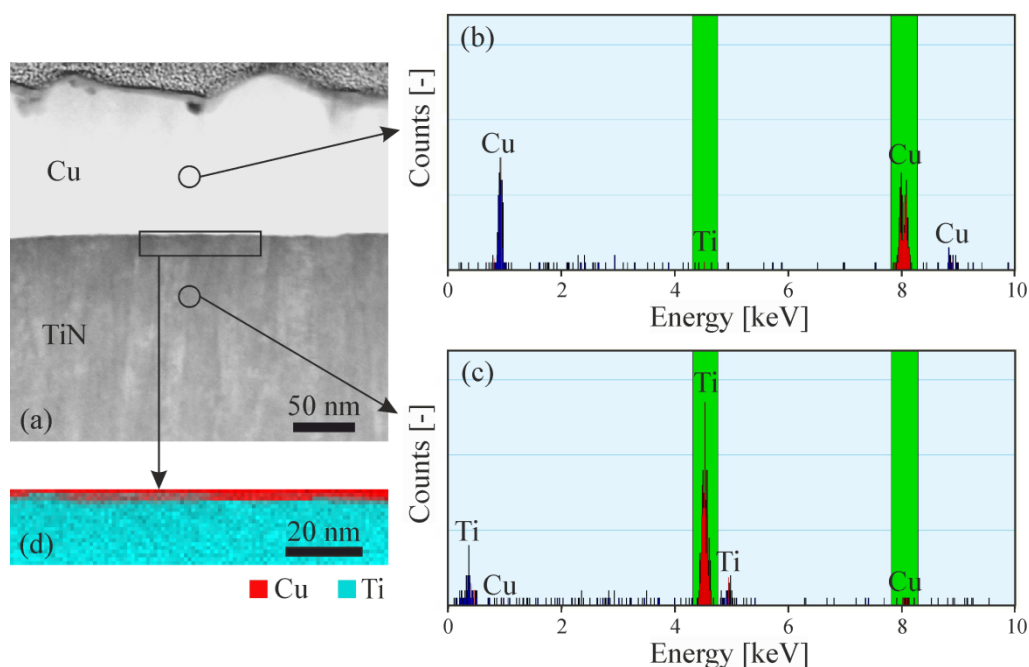 Cu
TiN
(a)
50 nm
(b)
Counts [-]
Cu
Ti
Cu
Cu
0 2 4 6 8 10
Energy [keV]
(c)
Counts [-]
Ti
Cu
Ti
Ti
Cu
0 2 4 6 8 10
Energy [keV]
(d)
20 nm
Cu Ti